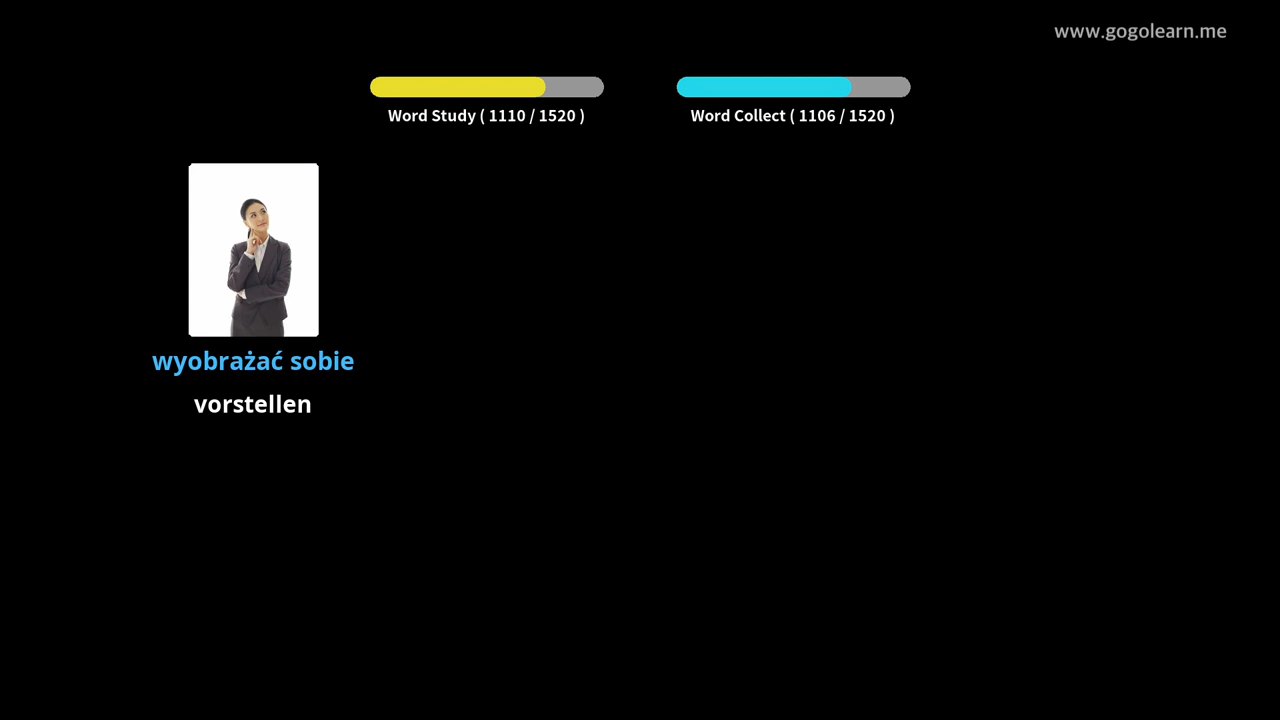 www.gogolearn.me
Word Study ( 1110 / 1520 )
Word Collect ( 1106 / 1520 )
wyobrażać sobie
vorstellen